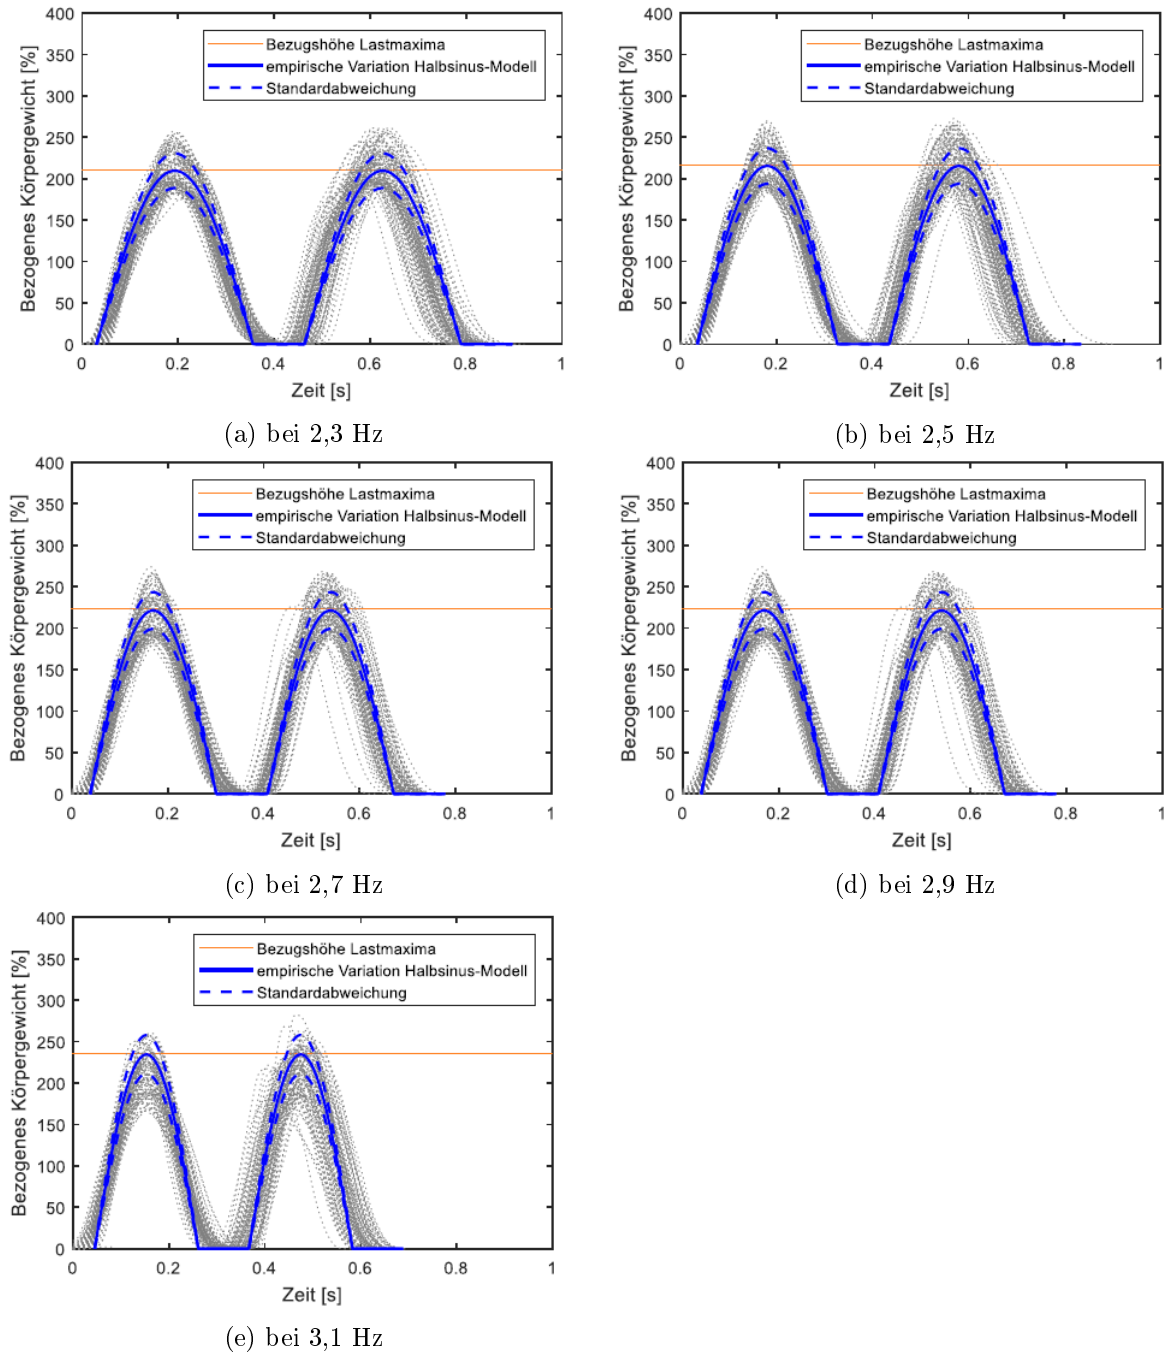 400
350
300
250
200
150
100
50
0
Bezogenes Körpergewicht [%]
Bezugshöhe Lastmaxima
empirische Variation Halbsinus-Modell
Standardabweichung
0 0.2 0.4 0.6 0.8 1
Zeit [s]
(a) bei 2,3 Hz
400
350
300
250
200
150
100
50
0
Bezogenes Körpergewicht [%]
Bezugshöhe Lastmaxima
empirische Variation Halbsinus-Modell
Standardabweichung
0 0.2 0.4 0.6 0.8 1
Zeit [s]
(b) bei 2,5 Hz
400
350
300
250
200
150
100
50
0
Bezogenes Körpergewicht [%]
Bezugshöhe Lastmaxima
empirische Variation Halbsinus-Modell
Standardabweichung
0 0.2 0.4 0.6 0.8 1
Zeit [s]
(c) bei 2,7 Hz
400
350
300
250
200
150
100
50
0
Bezogenes Körpergewicht [%]
Bezugshöhe Lastmaxima
empirische Variation Halbsinus-Modell
Standardabweichung
0 0.2 0.4 0.6 0.8 1
Zeit [s]
(d) bei 2,9 Hz
400
350
300
250
200
150
100
50
0
Bezogenes Körpergewicht [%]
Bezugshöhe Lastmaxima
empirische Variation Halbsinus-Modell
Standardabweichung
0 0.2 0.4 0.6 0.8 1
Zeit [s]
(e) bei 3,1 Hz